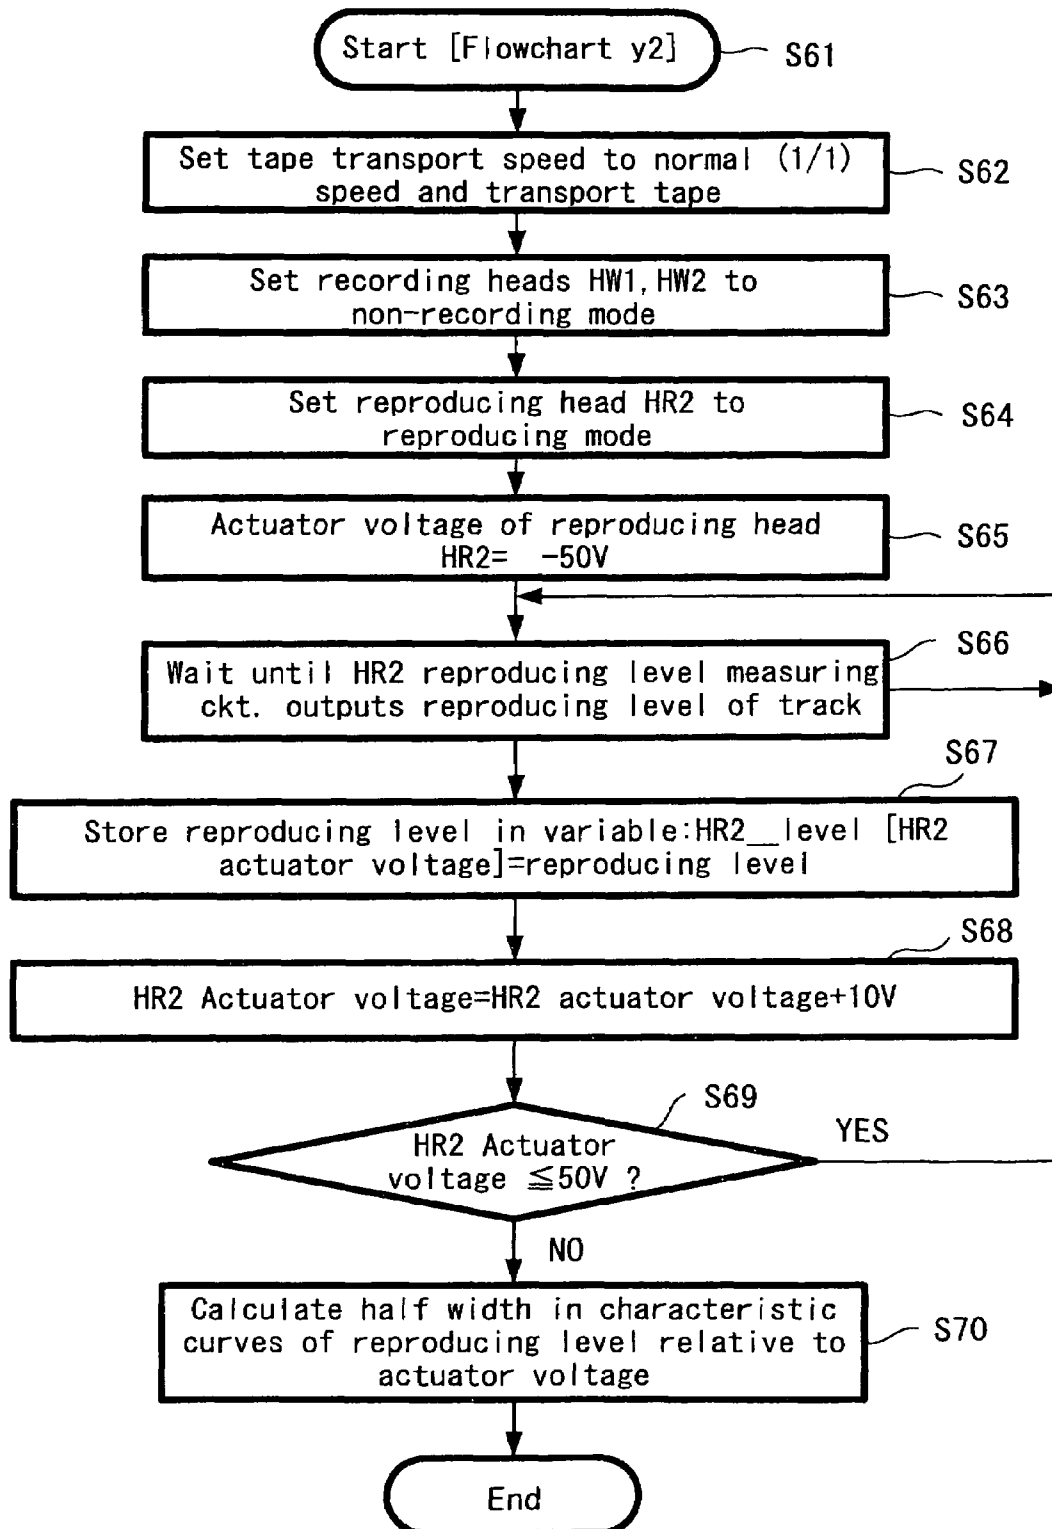 Start [Flowchart y2]
S61
Set tape transport speed to normal (1/1)
speed and transport tape
S62
Set recording heads HW1, HW2 to
non-recording mode
S63
Set reproducing head HR2 to
reproducing mode
S64
Actuator voltage of reproducing head
HR2= -50V
S65
Wait until HR2 reproducing level measuring
ckt. outputs reproducing level of track
S66
S67
Store reproducing level in variable:HR2__level [HR2
actuator voltage]=reproducing level
S68
HR2 Actuator voltage=HR2 actuator voltage+10V
S69
HR2 Actuator
voltage ≦50V ?
YES
NO
Calculate half width in characteristic
curves of reproducing level relative to
actuator voltage
S70
End